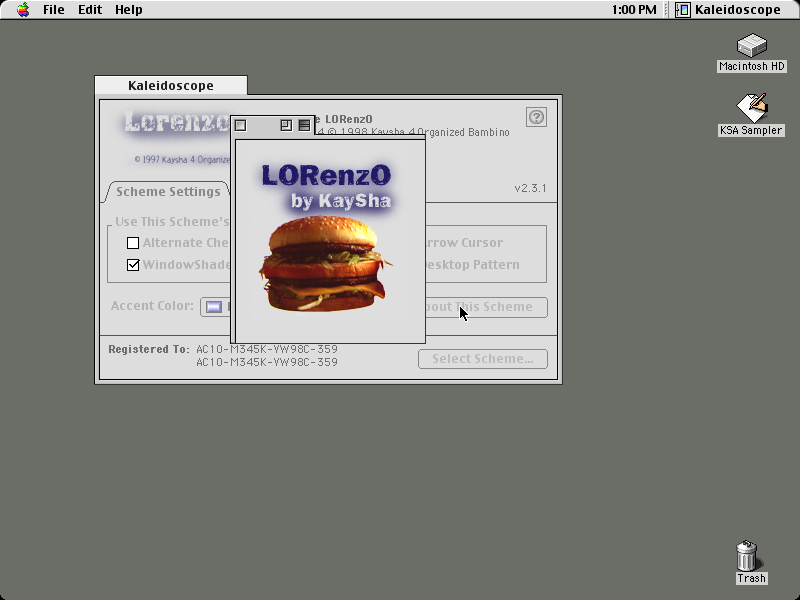 File Edit Help 1:00 PM Kaleidoscope
Macintosh HD
KSA Sampler
Kaleidoscope
Lorenzo
LORenzO
© 1998 Kaysha 4 Organized Bambino
© 1997 Kaysha 4 Organize
LORenzO
by KaySha
v2.3.1
Scheme Settings
Use This Scheme's
Alternate Che
rrow Cursor
WindowShade
esktop Pattern
Accent Color:
bout This Scheme
Registered To: AC10-M345K-VW98C-359
AC10-M345K-VW98C-359
Select Scheme...
Trash